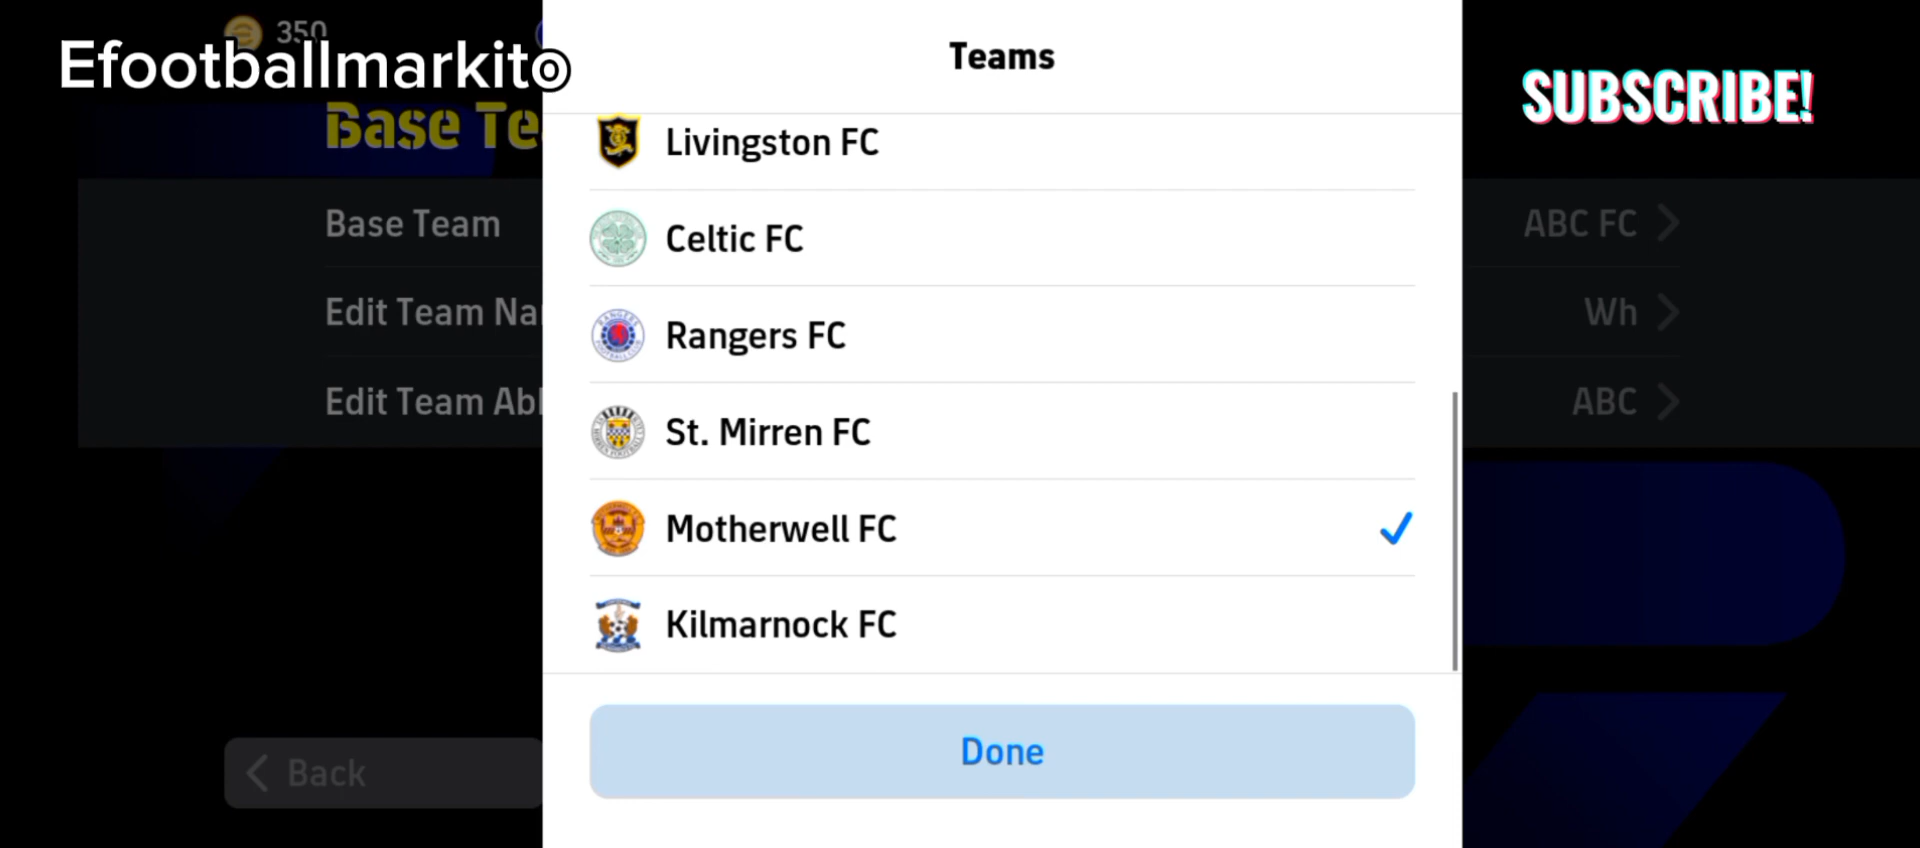 350
Efootballmarkito
Teams
SUBSCRIBE!
Base Te
Livingston FC
Base Team
Celtic FC
ABC FC
Edit Team Na
Rangers FC
Wh
Edit Team Ab
St. Mirren FC
ABC
Motherwell FC
Kilmarnock FC
Done
Back